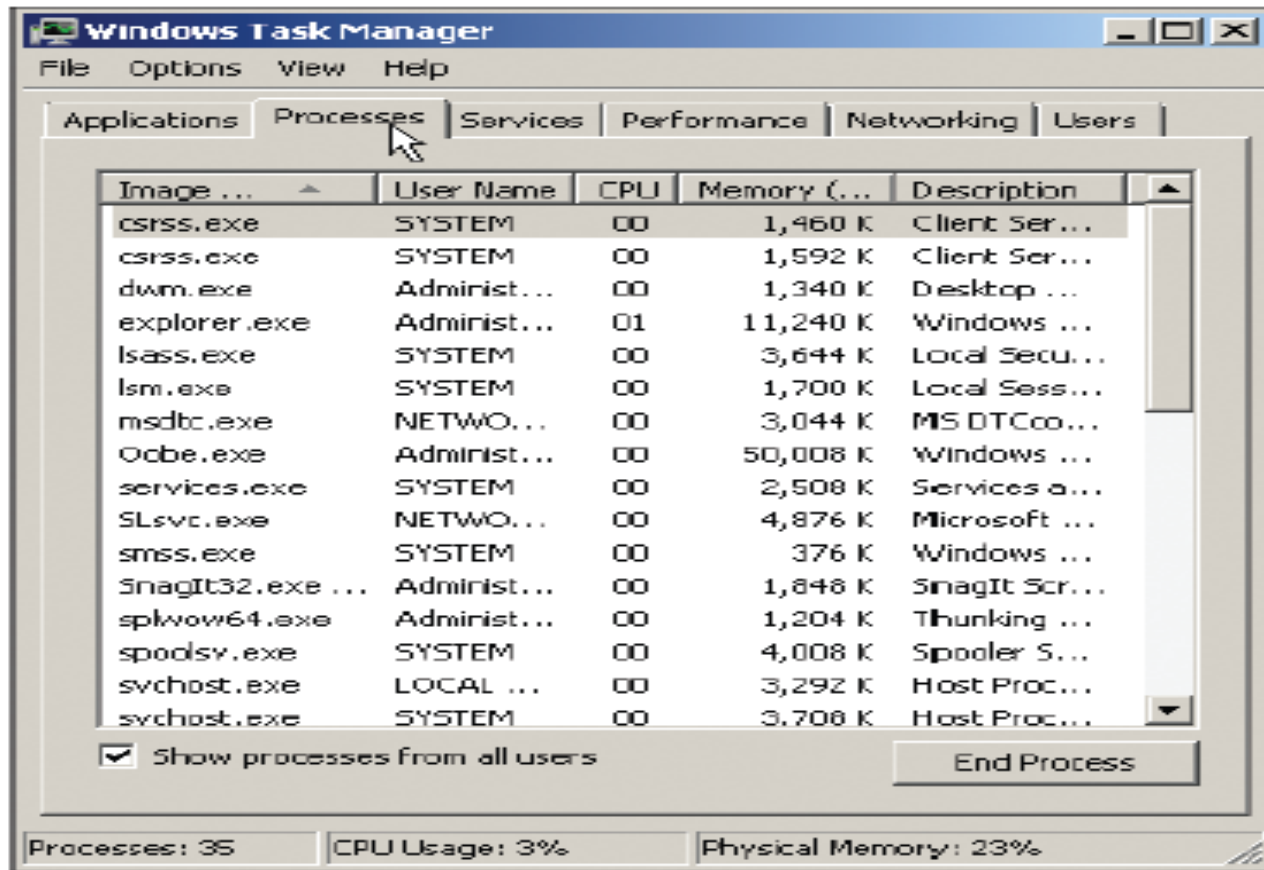 Windows Task Manager
File Options View Help
Applications Processes Services Performance Networking Users
Image ... User Name CPU Memory (... Description
csrss.exe SYSTEM 00 1,460 K Client Ser...
csrss.exe SYSTEM 00 1,592 K Client Ser...
dwm.exe Administ... 00 1,340 K Desktop ...
explorer.exe Administ... 01 11,240 K Windows ...
lsass.exe SYSTEM 00 3,644 K Local Secu...
lsm.exe SYSTEM 00 1,700 K Local Sess...
msdtc.exe NETWO... 00 3,044 K MS DTCco...
Oobe.exe Administ... 00 50,008 K Windows ...
services.exe SYSTEM 00 2,508 K Services a...
SLsvc.exe NETWO... 00 4,876 K Microsoft ...
smss.exe SYSTEM 00 376 K Windows ...
SnagIt32.exe ... Administ... 00 1,848 K SnagIt Scr...
splwow64.exe Administ... 00 1,204 K Thunking ...
spoolsv.exe SYSTEM 00 4,008 K Spooler S...
svchost.exe LOCAL ... 00 3,292 K Host Proc...
svchost.exe SYSTEM 00 3,708 K Host Proc...
Show processes from all users End Process
Processes: 35 CPU Usage: 3% Physical Memory: 23%